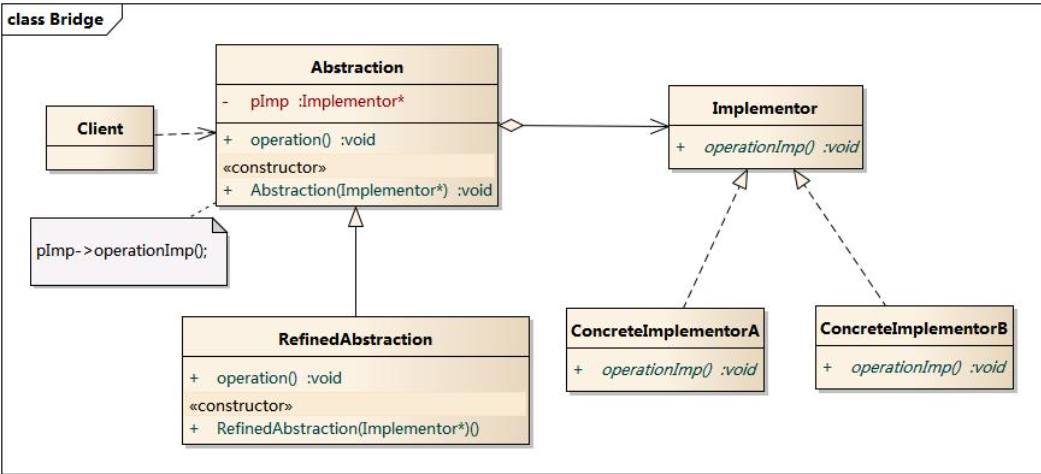 class Bridge
Abstraction
- pImp :Implementor*
+ operation() :void
«constructor»
+ Abstraction(Implementor*) :void
Client
Implementor
+ operationImp() :void
pImp->operationImp();
RefinedAbstraction
+ operation() :void
«constructor»
+ RefinedAbstraction(Implementor*)()
ConcreteImplementorA
+ operationImp() :void
ConcreteImplementorB
+ operationImp() :void